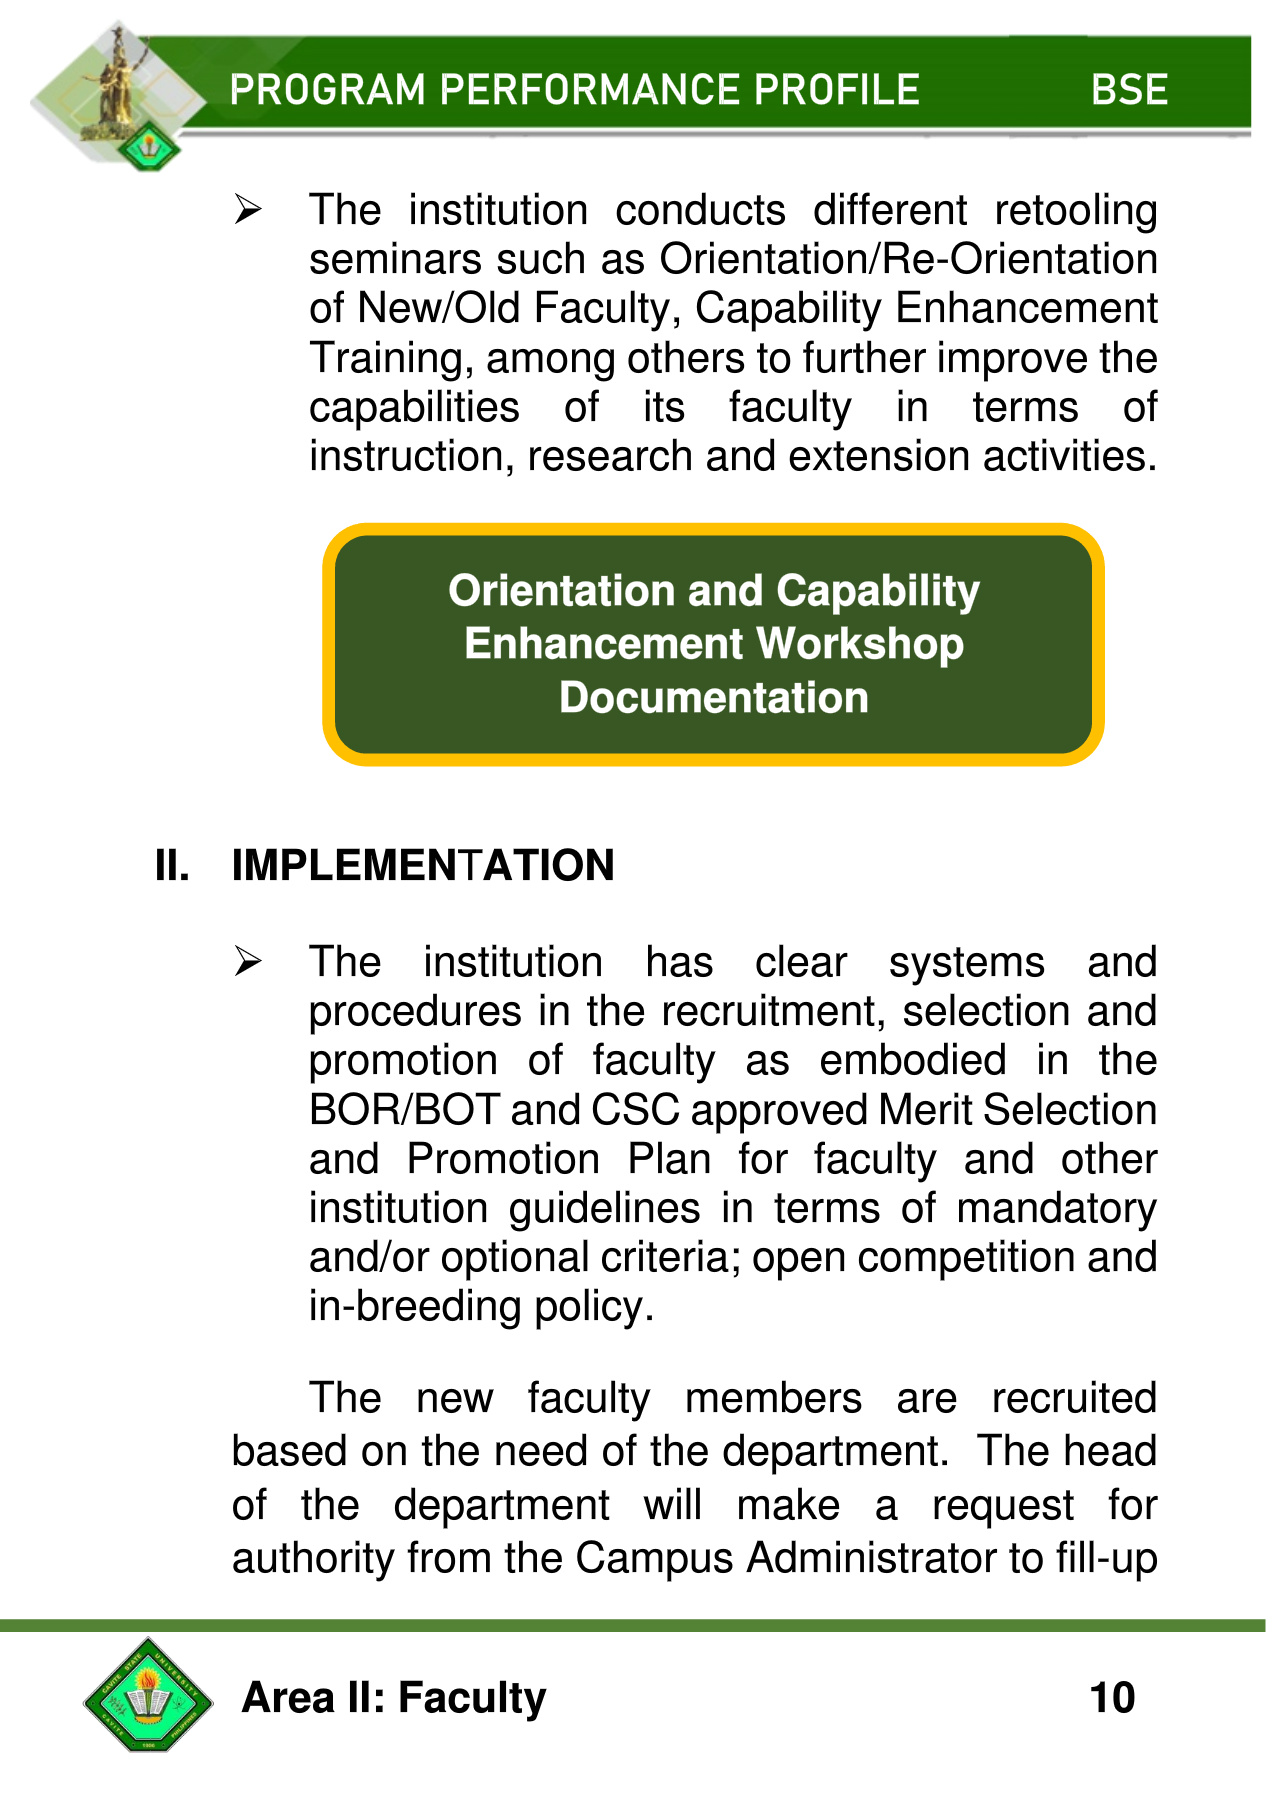 PROGRAM PERFORMANCE PROFILE BSE
➢ The institution conducts different retooling
seminars such as Orientation/Re-Orientation
of New/Old Faculty, Capability Enhancement
Training, among others to further improve the
capabilities of its faculty in terms of
instruction, research and extension activities.
Orientation and Capability
Enhancement Workshop
Documentation
II. IMPLEMENTATION
➢ The institution has clear systems and
procedures in the recruitment, selection and
promotion of faculty as embodied in the
BOR/BOT and CSC approved Merit Selection
and Promotion Plan for faculty and other
institution guidelines in terms of mandatory
and/or optional criteria; open competition and
in-breeding policy.
The new faculty members are recruited
based on the need of the department. The head
of the department will make a request for
authority from the Campus Administrator to fill-up
CAVITE STATE UNIVERSITY
CAVITE PHILIPPINES
1906
Area II: Faculty 10